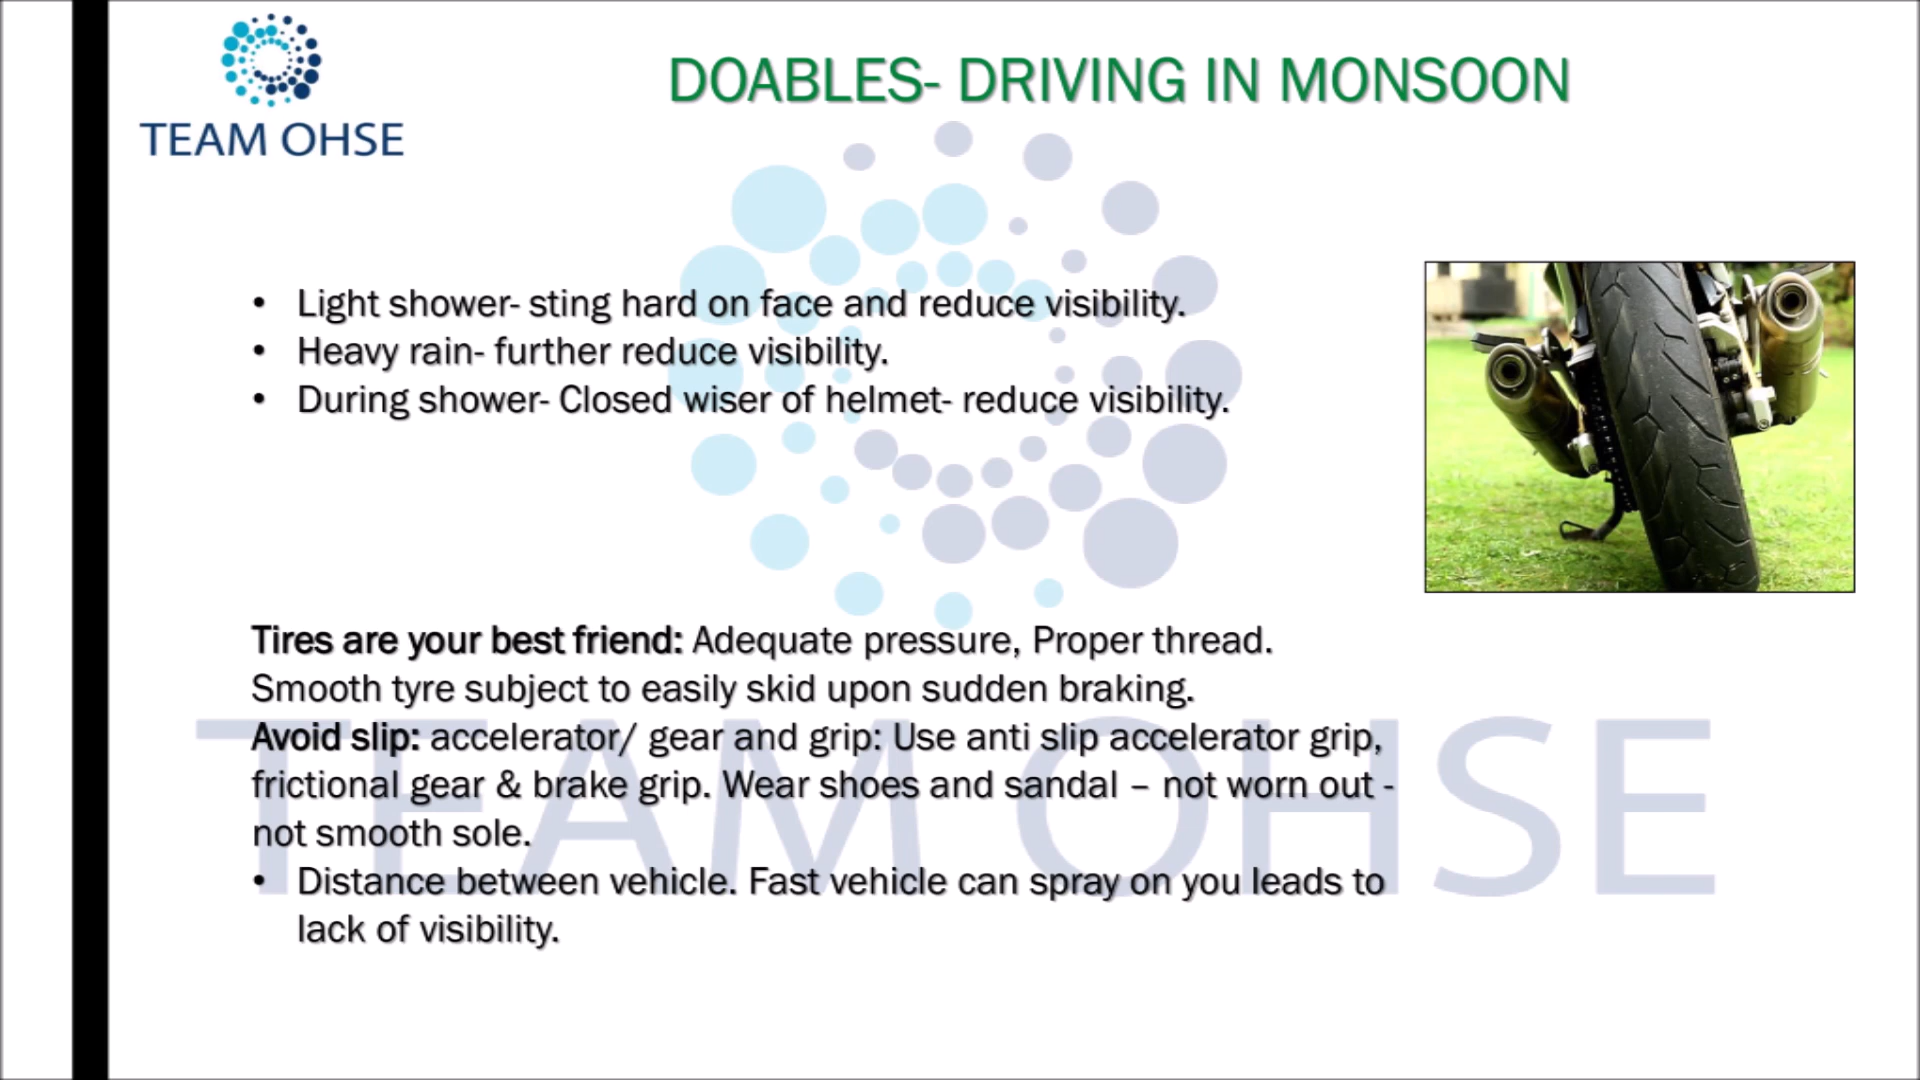 TEAM OHSE
DOABLES- DRIVING IN MONSOON
• Light shower- sting hard on face and reduce visibility.
• Heavy rain- further reduce visibility.
• During shower- Closed wiser of helmet- reduce visibility.
Tires are your best friend: Adequate pressure, Proper thread.
Smooth tyre subject to easily skid upon sudden braking.
Avoid slip: accelerator/ gear and grip: Use anti slip accelerator grip,
frictional gear & brake grip. Wear shoes and sandal – not worn out -
not smooth sole.
• Distance between vehicle. Fast vehicle can spray on you leads to
lack of visibility.
TEAM OHSE